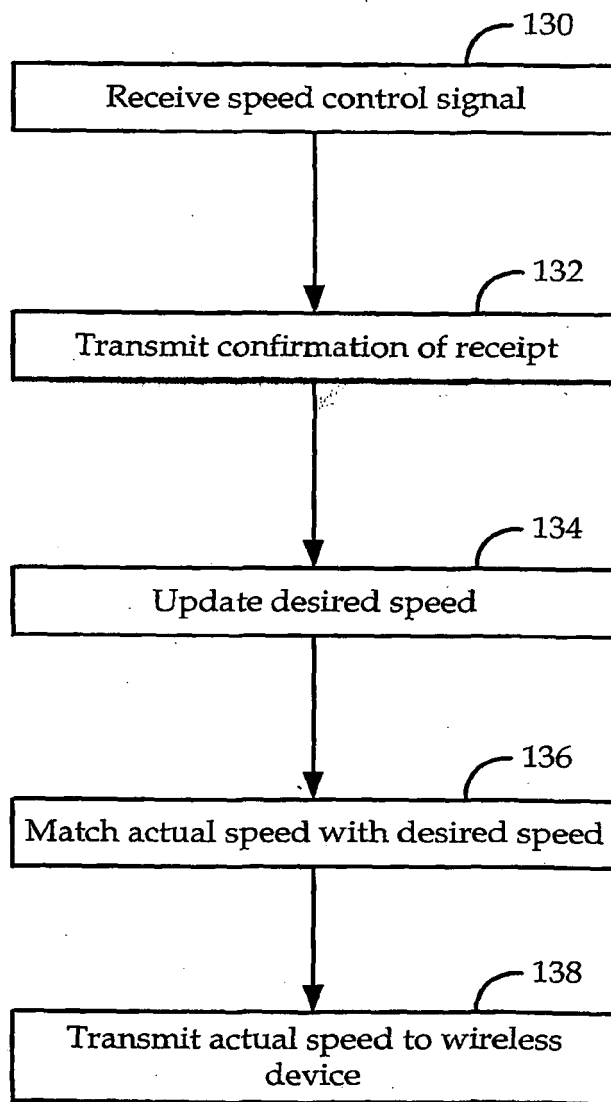 130
Receive speed control signal
132
Transmit confirmation of receipt
134
Update desired speed
136
Match actual speed with desired speed
138
Transmit actual speed to wireless
device